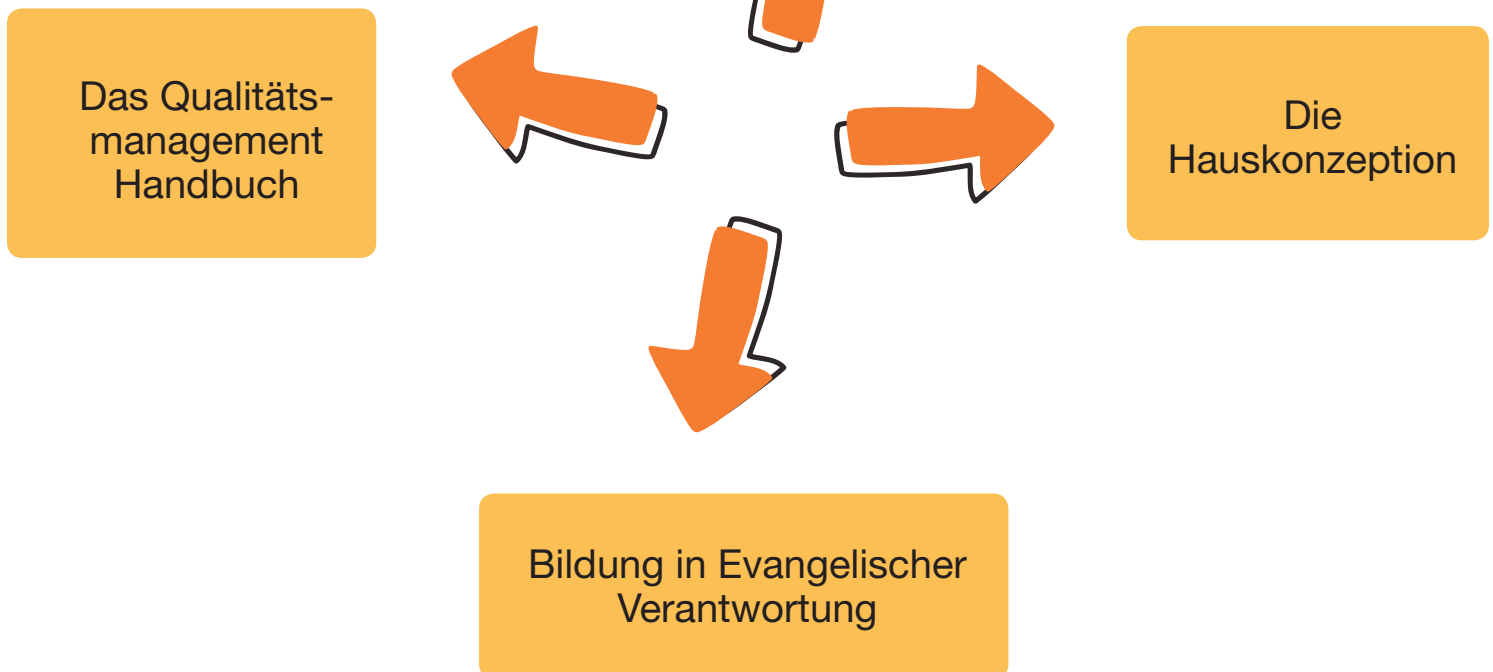 Das Qualitäts-
management
Handbuch
Die
Hauskonzeption
Bildung in Evangelischer
Verantwortung